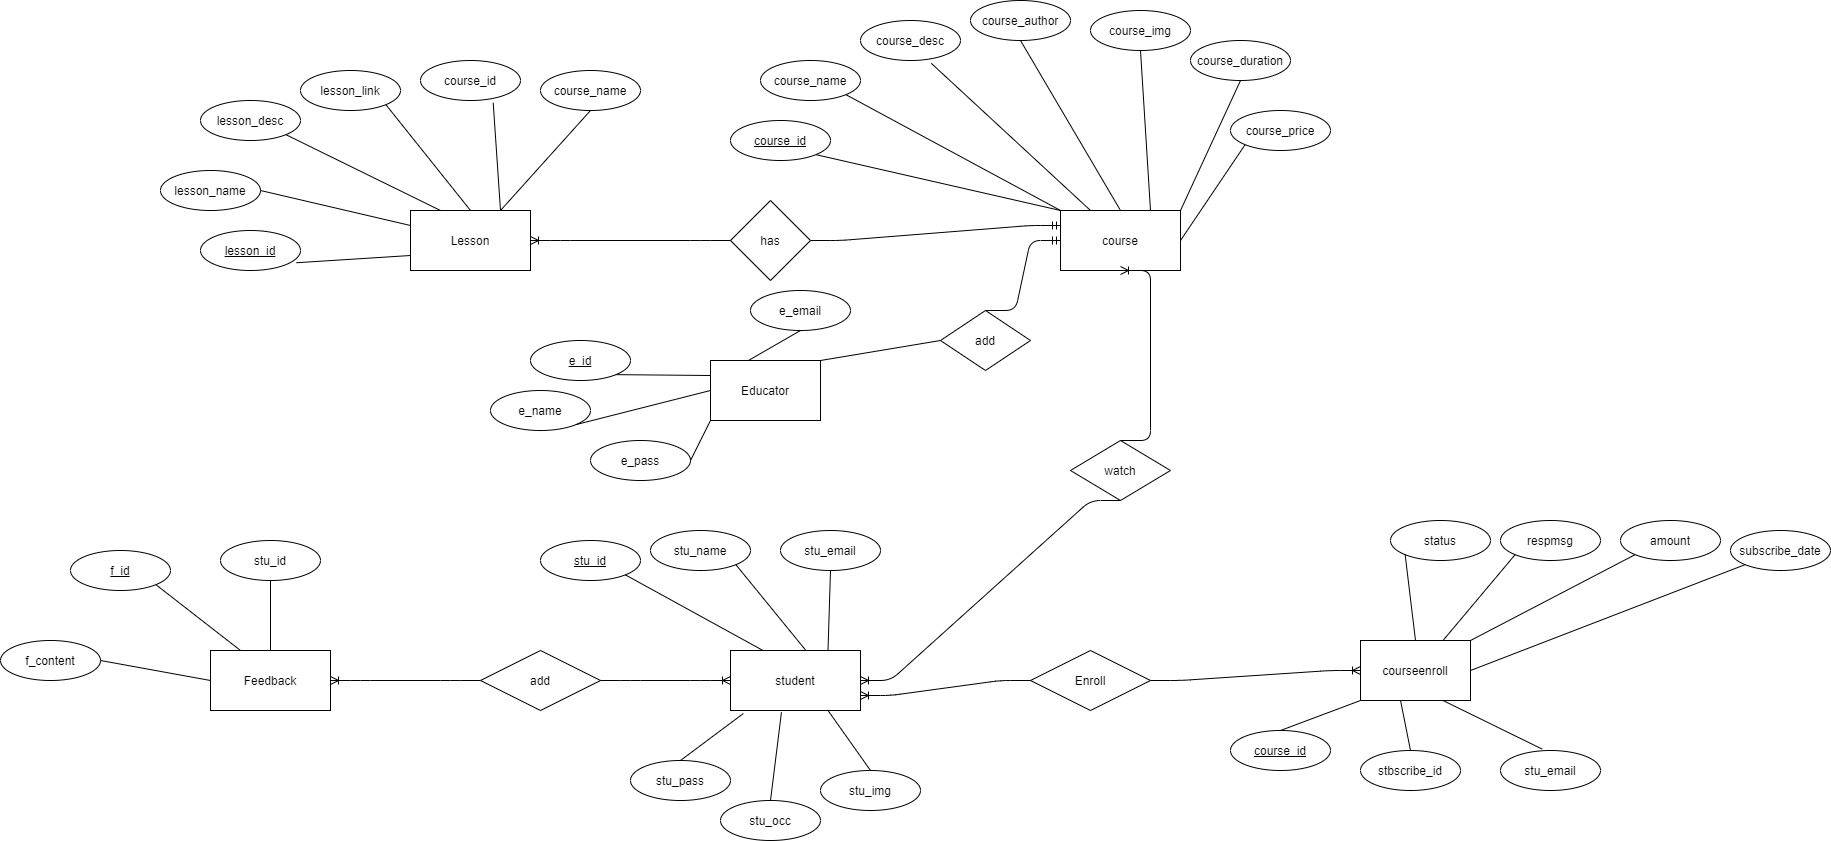 course_author
course_img
course_desc
course_duration
course_name
course_id
lesson_link
course_name
lesson_desc
course_price
course_id
lesson_name
Lesson
has
course
lesson_id
e_email
add
e_id
Educator
e_name
e_pass
watch
status
respmsg
amount
subscribe_date
stu_name
stu_email
stu_id
stu_id
f_id
f_content
Feedback
add
student
Enroll
courseenroll
course_id
stbscribe_id
stu_email
stu_pass
stu_img
stu_occ